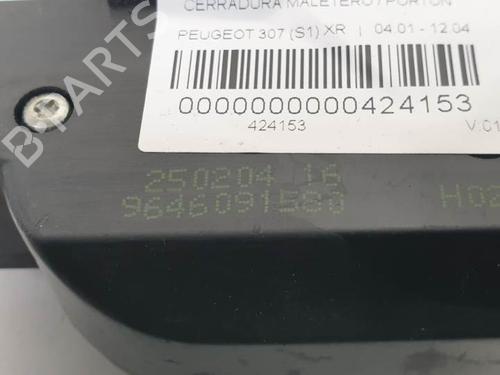 CERRADURA MALETERO / PORTON
PEUGEOT 307 (S1) XR | 04.01 - 12.04
0000000000424153
424153 V.01
250204 16
9646091580 H02
B PARTS